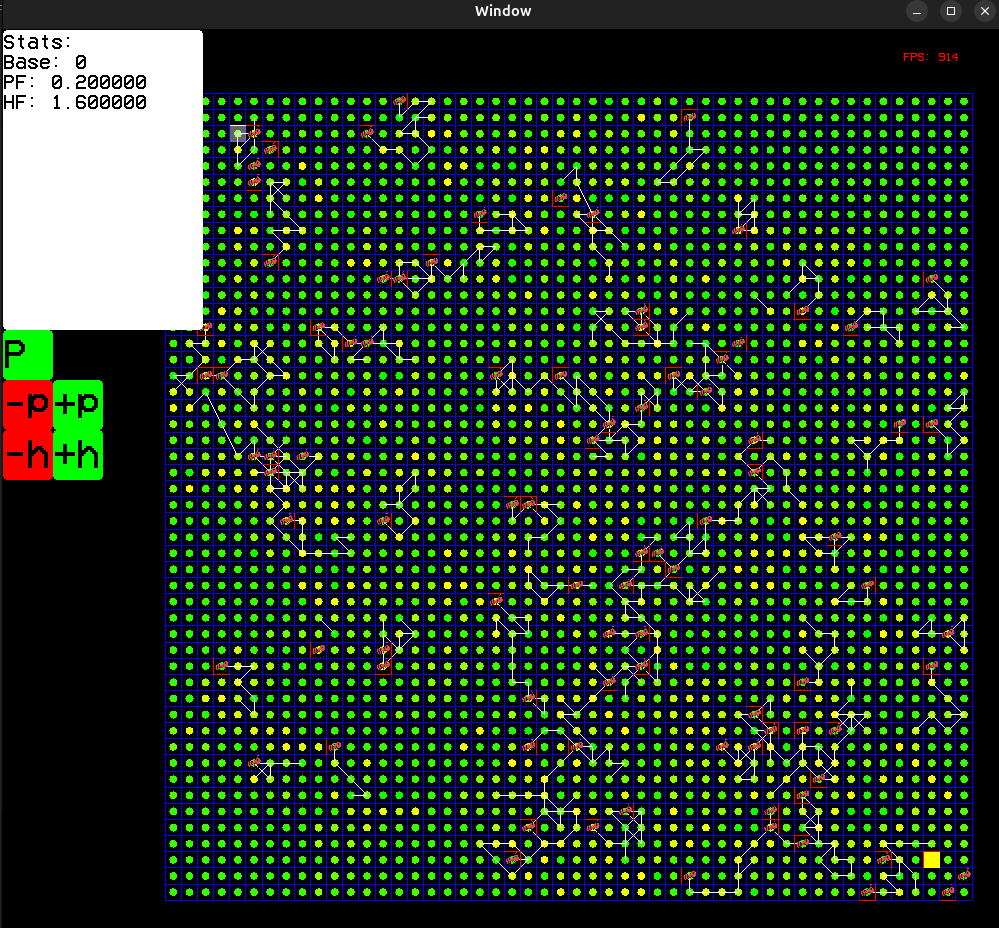 Window
Stats:
Base: 0
PF: 0.200000
HF: 1.600000
FPS: 914
P
-p +p
-h +h